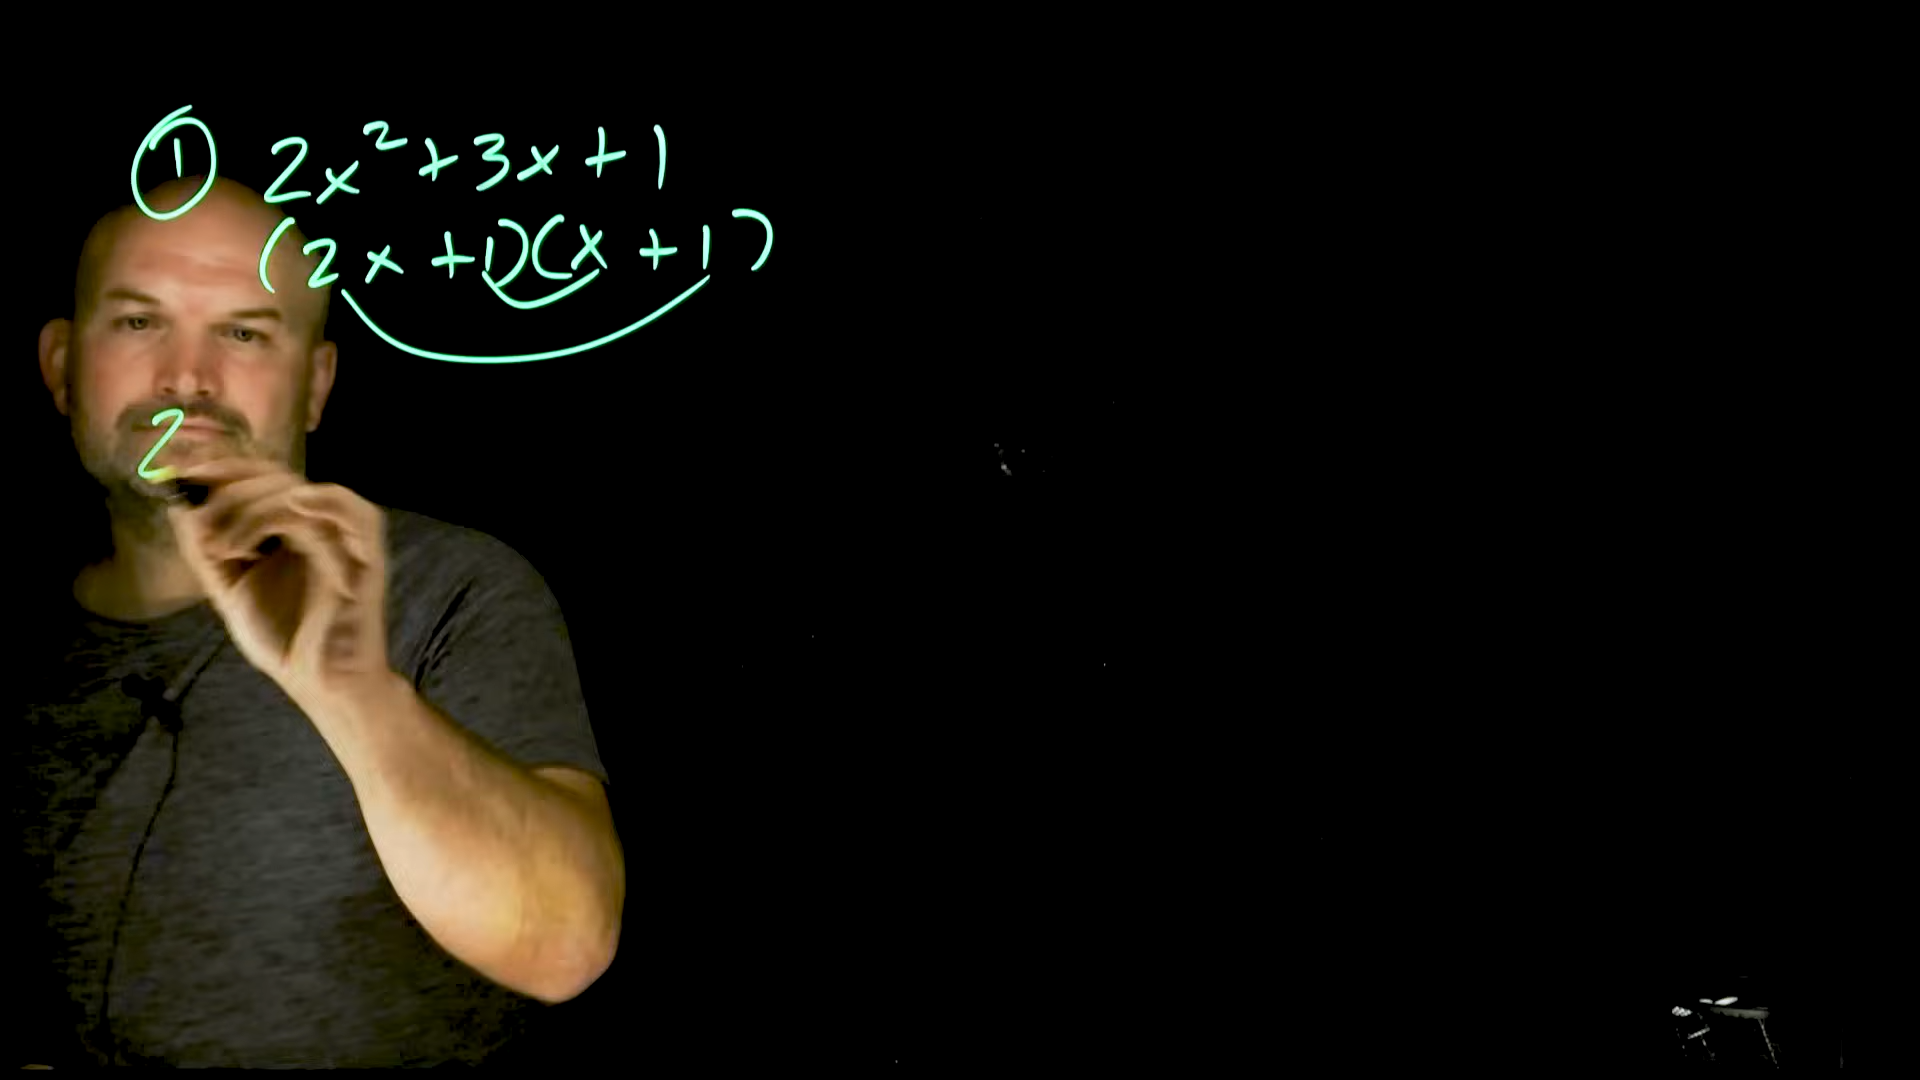 ① 2x² + 3x + 1
(2x + 1)(x + 1)
2